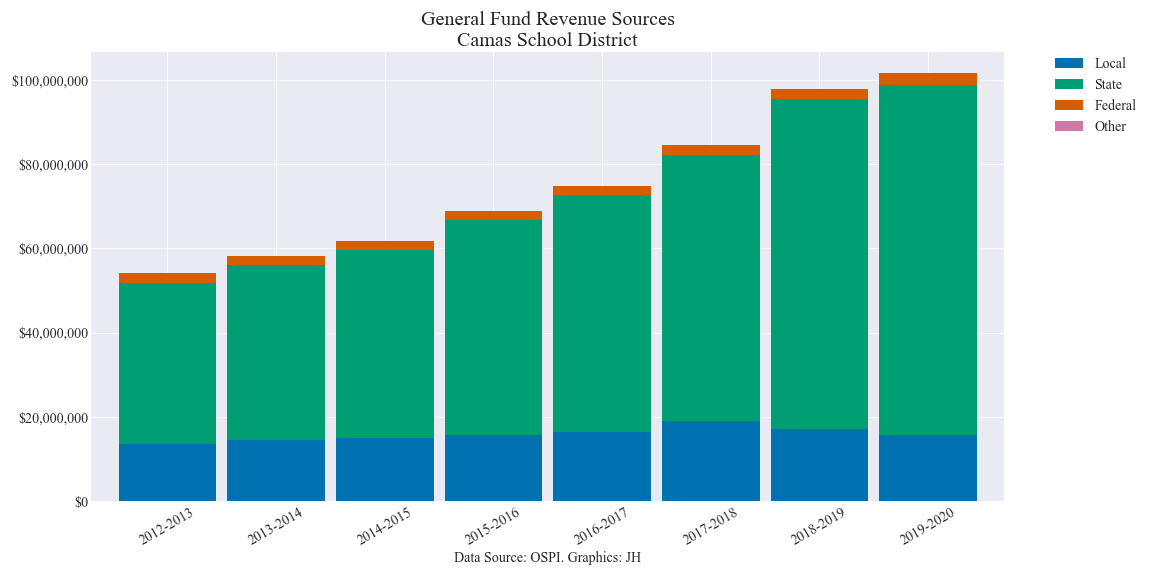 General Fund Revenue Sources
Camas School District
Local
State
Federal
Other
$100,000,000
$80,000,000
$60,000,000
$40,000,000
$20,000,000
$0
2012-2013
2013-2014
2014-2015
2015-2016
2016-2017
2017-2018
2018-2019
2019-2020
Data Source: OSPI. Graphics: JH